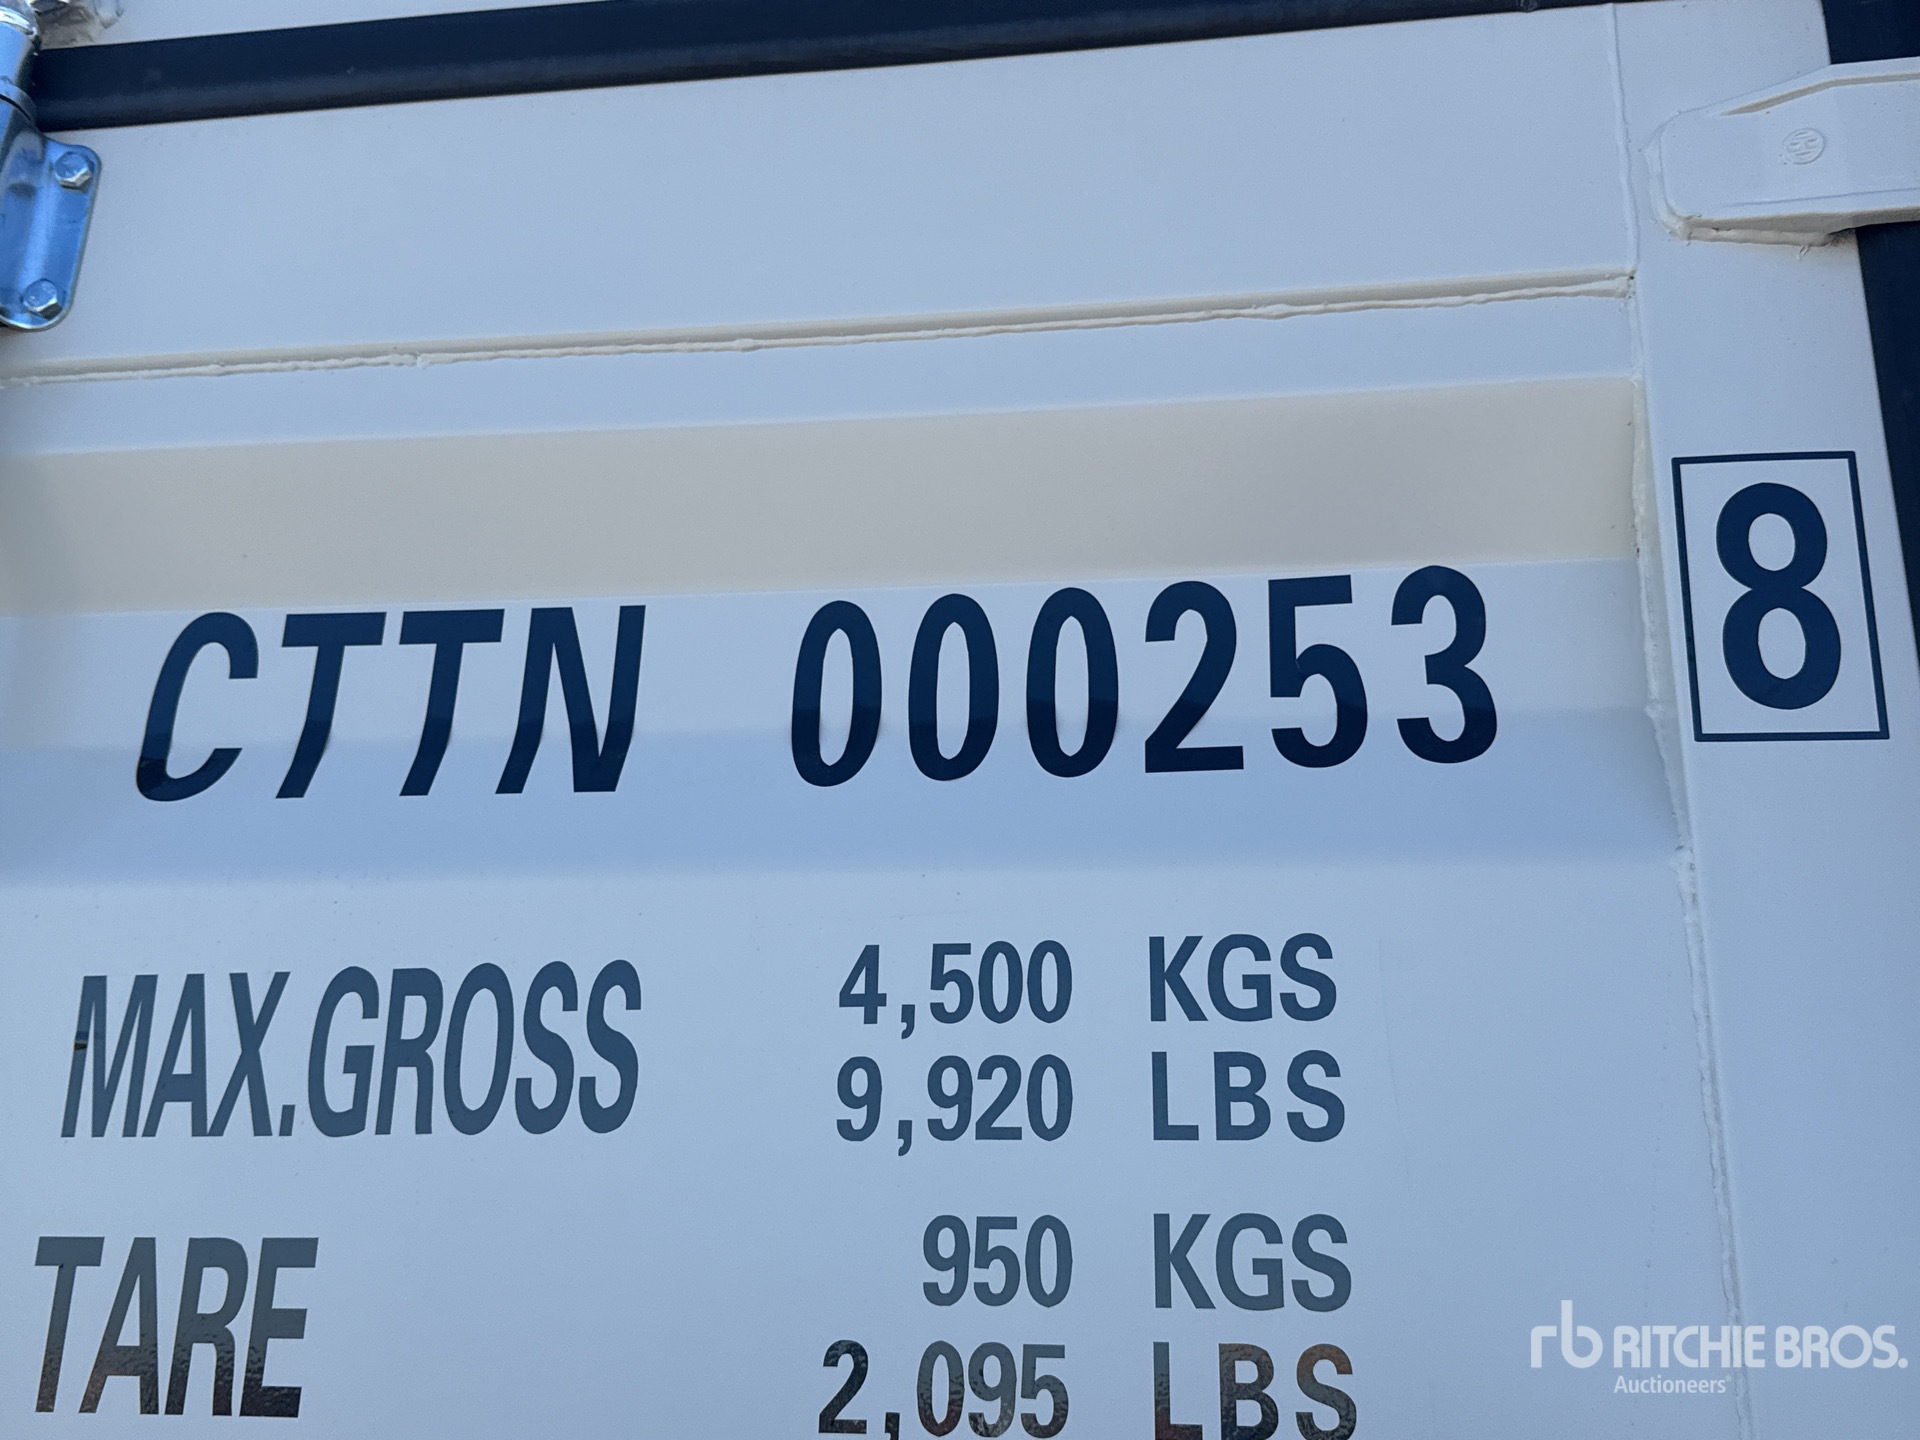 CTTN 000253 8
MAX.GROSS 4,500 KGS
9,920 LBS
TARE 950 KGS
2,095 LBS
rb RITCHIE BROS.
Auctioneers